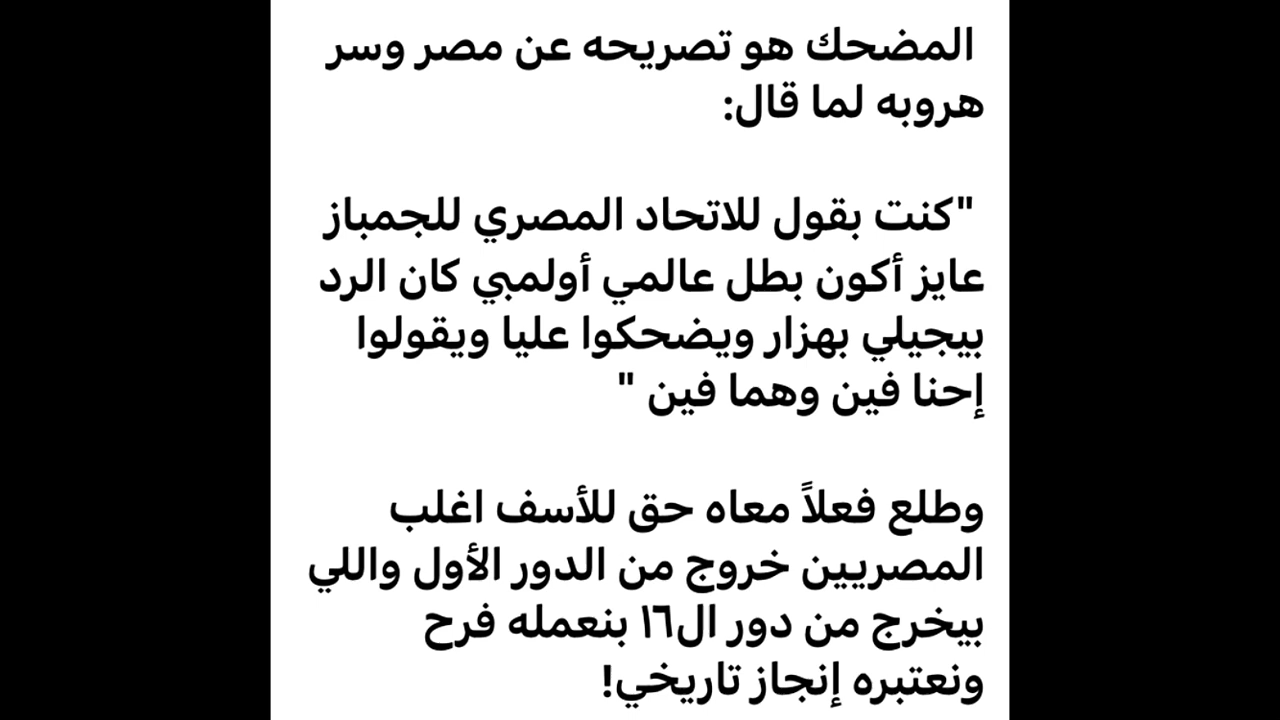 المضحك هو تصريحه عن مصر وسر
هروبه لما قال:
"كنت بقول للاتحاد المصري للجمباز
عايز أكون بطل عالمي أولمبي كان الرد
بيجيلي بهزار ويضحكوا عليا ويقولوا
إحنا فين وهما فين "
وطلع فعلاً معاه حق للأسف اغلب
المصريين خروج من الدور الأول واللي
بيخرج من دور ال١٦ بنعمله فرح
ونعتبره إنجاز تاريخي!